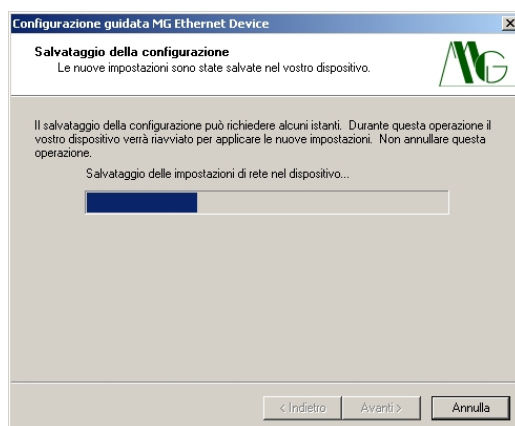 Configurazione guidata MG Ethernet Device
Salvataggio della configurazione
Le nuove impostazioni sono state salvate nel vostro dispositivo.
MG
Il salvataggio della configurazione può richiedere alcuni istanti. Durante questa operazione il
vostro dispositivo verrà riavviato per applicare le nuove impostazioni. Non annullare questa
operazione.
Salvataggio delle impostazioni di rete nel dispositivo...
< Indietro
Avanti >
Annulla